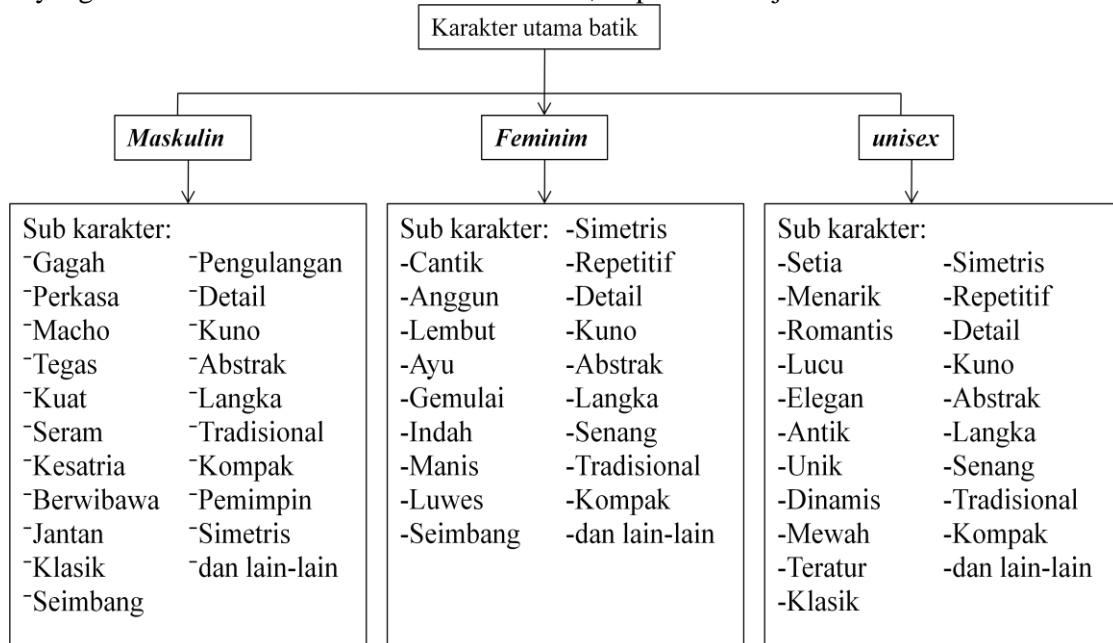 Karakter utama batik
Maskulin
Feminim
unisex
Sub karakter:
-Gagah
-Perkasa
-Macho
-Tegas
-Kuat
-Seram
-Kesatria
-Berwibawa
-Jantan
-Klasik
-Seimbang
-Pengulangan
-Detail
-Kuno
-Abstrak
-Langka
-Tradisional
-Kompak
-Pemimpin
-Simetris
-dan lain-lain
Sub karakter:
-Cantik
-Anggun
-Lembut
-Ayu
-Gemulai
-Indah
-Manis
-Luwes
-Seimbang
-Simetris
-Repetitif
-Detail
-Kuno
-Abstrak
-Langka
-Senang
-Tradisional
-Kompak
-dan lain-lain
Sub karakter:
-Setia
-Menarik
-Romantis
-Lucu
-Elegan
-Antik
-Unik
-Dinamis
-Mewah
-Teratur
-Klasik
-Simetris
-Repetitif
-Detail
-Kuno
-Abstrak
-Langka
-Senang
-Tradisional
-Kompak
-dan lain-lain